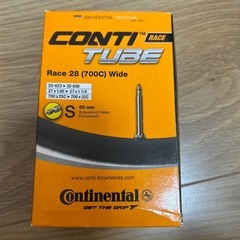 deutsche technik
CONTI™ RACE
TUBE
Race 28 (700C) Wide
25-622 ▸ 32-630
27 x 1.00 ▸ 27 x 1 1/4
700 x 25C ▸ 700 x 32C
S
60 mm
www.conti-bicycletires.com
Continental
GET THE GRIP